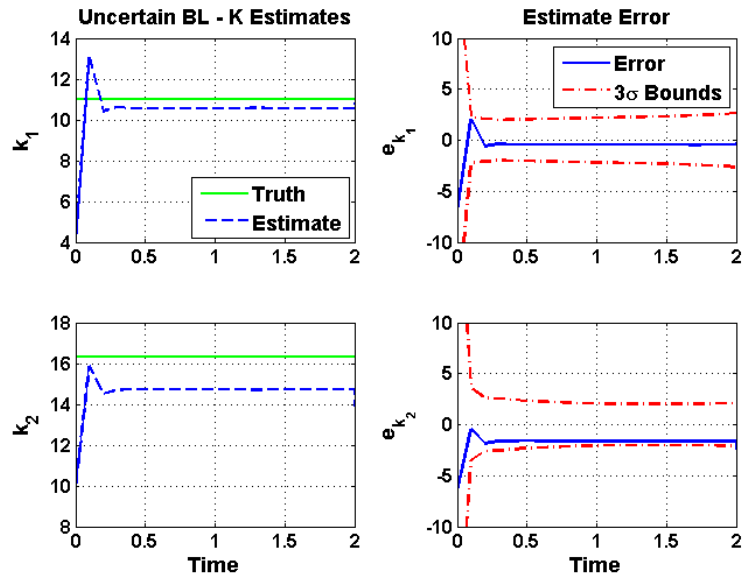 Uncertain BL - K Estimates
14
12
10
8
6
4
k1
0 0.5 1 1.5 2
Truth
Estimate
Estimate Error
10
5
0
-5
-10
ek1
0 0.5 1 1.5 2
Error
3σ Bounds
18
16
14
12
10
8
k2
0 0.5 1 1.5 2
Time
10
5
0
-5
-10
ek2
0 0.5 1 1.5 2
Time